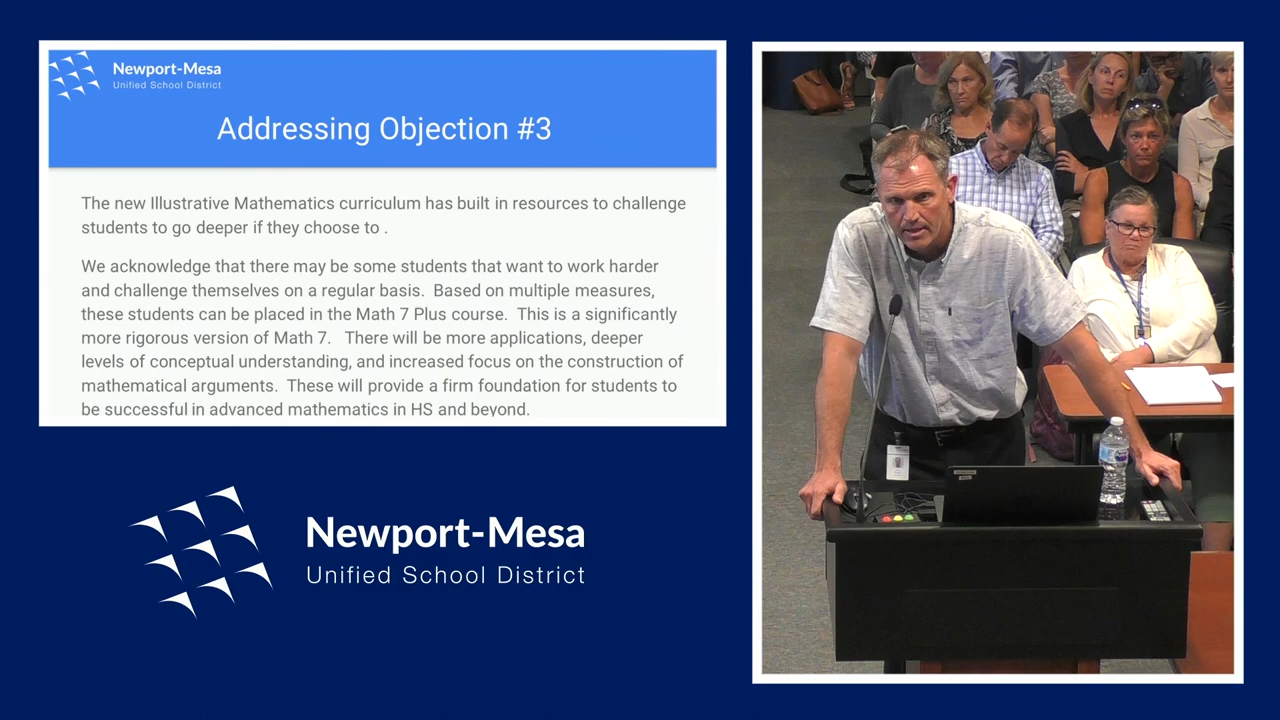 Newport-Mesa
Unified School District
Addressing Objection #3
The new Illustrative Mathematics curriculum has built in resources to challenge
students to go deeper if they choose to .
We acknowledge that there may be some students that want to work harder
and challenge themselves on a regular basis.  Based on multiple measures,
these students can be placed in the Math 7 Plus course.  This is a significantly
more rigorous version of Math 7.   There will be more applications, deeper
levels of conceptual understanding, and increased focus on the construction of
mathematical arguments.  These will provide a firm foundation for students to
be successful in advanced mathematics in HS and beyond.
Newport-Mesa
Unified School District